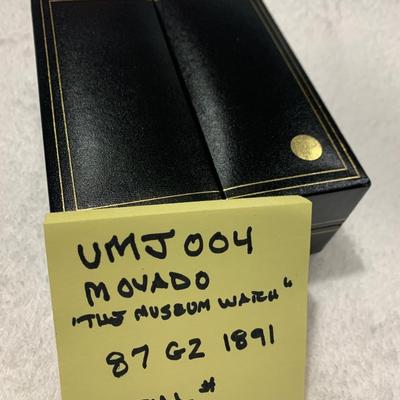 UMJ004
MOVADO
"THE MUSEUM WATCH"
87 G2 1891